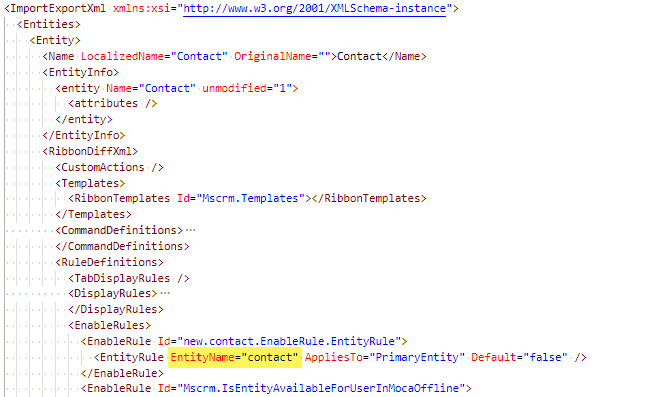 <ImportExportXml xmlns:xsi="http://www.w3.org/2001/XMLSchema-instance">
<Entities>
<Entity>
<Name LocalizedName="Contact" OriginalName="">Contact</Name>
<EntityInfo>
<entity Name="Contact" unmodified="1">
<attributes />
</entity>
</EntityInfo>
<RibbonDiffXml>
<CustomActions />
<Templates>
<RibbonTemplates Id="Mscrm.Templates"></RibbonTemplates>
</Templates>
<CommandDefinitions>…
</CommandDefinitions>
<RuleDefinitions>
<TabDisplayRules />
<DisplayRules>…
</DisplayRules>
<EnableRules>
<EnableRule Id="new.contact.EnableRule.EntityRule">
<EntityRule EntityName="contact" AppliesTo="PrimaryEntity" Default="false" />
</EnableRule>
<EnableRule Id="Mscrm.IsEntityAvailableForUserInMocaOffline">